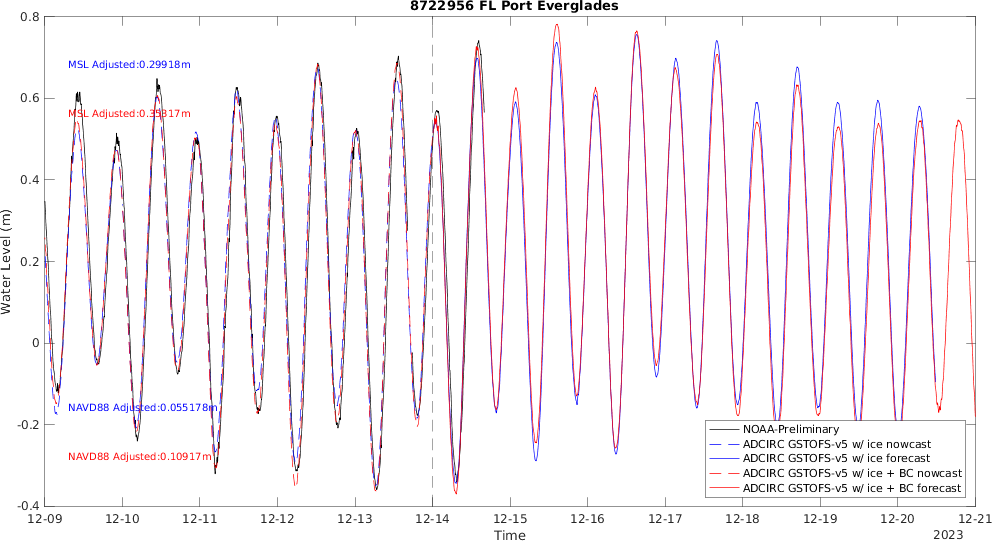 8722956 FL Port Everglades
0.8
0.6
0.4
0.2
0
-0.2
-0.4
Water Level (m)
MSL Adjusted:0.29918m
MSL Adjusted:0.35317m
NAVD88 Adjusted:0.055178m
NAVD88 Adjusted:0.10917m
NOAA-Preliminary
ADCIRC GSTOFS-v5 w/ ice nowcast
ADCIRC GSTOFS-v5 w/ ice forecast
ADCIRC GSTOFS-v5 w/ ice + BC nowcast
ADCIRC GSTOFS-v5 w/ ice + BC forecast
12-09 12-10 12-11 12-12 12-13 12-14 12-15 12-16 12-17 12-18 12-19 12-20 12-21
Time
2023